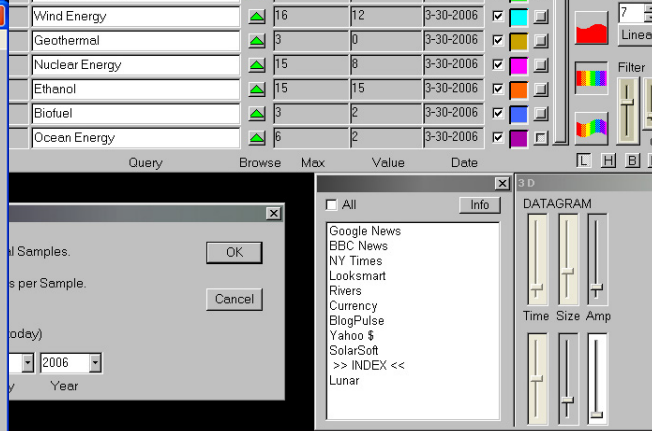 Wind Energy 16 12 3-30-2006
Geothermal 3 0 3-30-2006
Nuclear Energy 15 8 3-30-2006
Ethanol 15 15 3-30-2006
Biofuel 3 2 3-30-2006
Ocean Energy 6 2 3-30-2006
Query Browse Max Value Date
7
Linea
Filter
L H B
al Samples.
s per Sample.
today)
2006
y Year
OK
Cancel
All Info
Google News
BBC News
NY Times
Looksmart
Rivers
Currency
BlogPulse
Yahoo $
SolarSoft
>> INDEX <<
Lunar
3 D
DATAGRAM
Time Size Amp